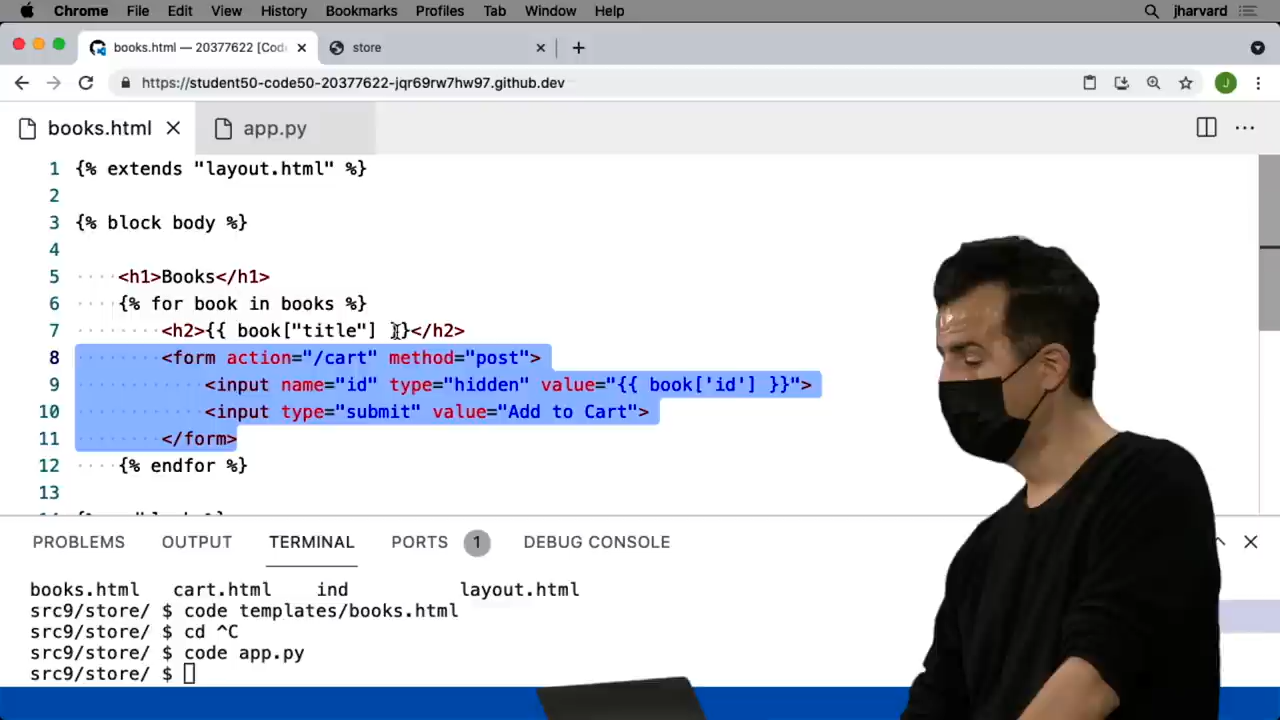 Chrome File Edit View History Bookmarks Profiles Tab Window Help jharvard
books.html — 20377622 [Cod store
https://student50-code50-20377622-jqr69rw7hw97.github.dev J
books.html app.py
1 {% extends "layout.html" %}
2
3 {% block body %}
4
5 <h1>Books</h1>
6 {% for book in books %}
7 <h2>{{ book["title"] }}</h2>
8 <form action="/cart" method="post">
9 <input name="id" type="hidden" value="{{ book['id'] }}">
10 <input type="submit" value="Add to Cart">
11 </form>
12 {% endfor %}
13
PROBLEMS OUTPUT TERMINAL PORTS 1 DEBUG CONSOLE
books.html cart.html ind layout.html
src9/store/ $ code templates/books.html
src9/store/ $ cd ^C
src9/store/ $ code app.py
src9/store/ $